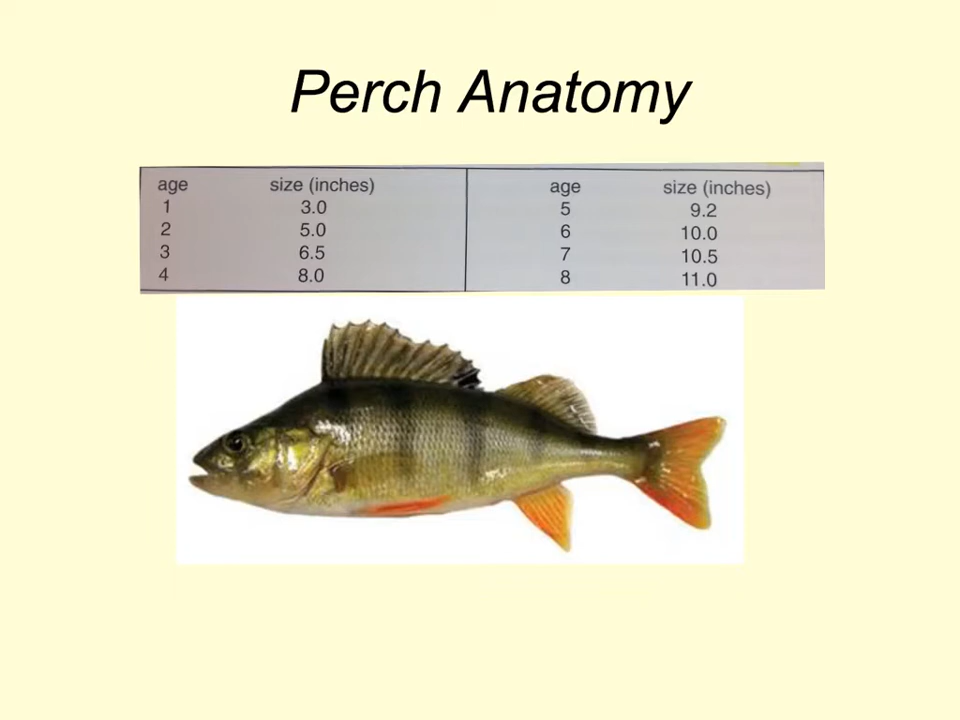 Perch Anatomy
age size (inches) age size (inches)
1 3.0 5 9.2
2 5.0 6 10.0
3 6.5 7 10.5
4 8.0 8 11.0